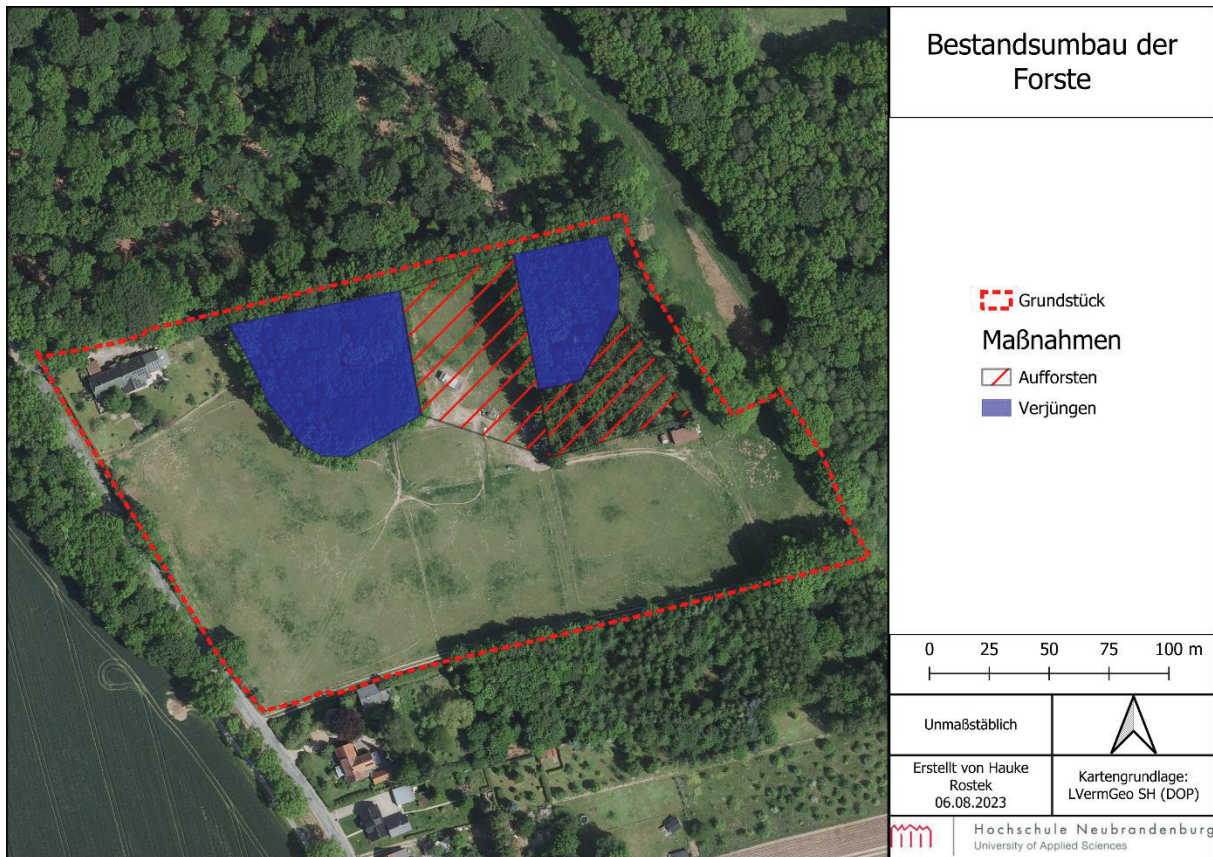 Bestandsumbau der
Forste
Grundstück
Maßnahmen
Aufforsten
Verjüngen
0 25 50 75 100 m
Unmaßstäblich
Erstellt von Hauke
Rostek
06.08.2023
Kartengrundlage:
LVermGeo SH (DOP)
Hochschule Neubrandenburg
University of Applied Sciences